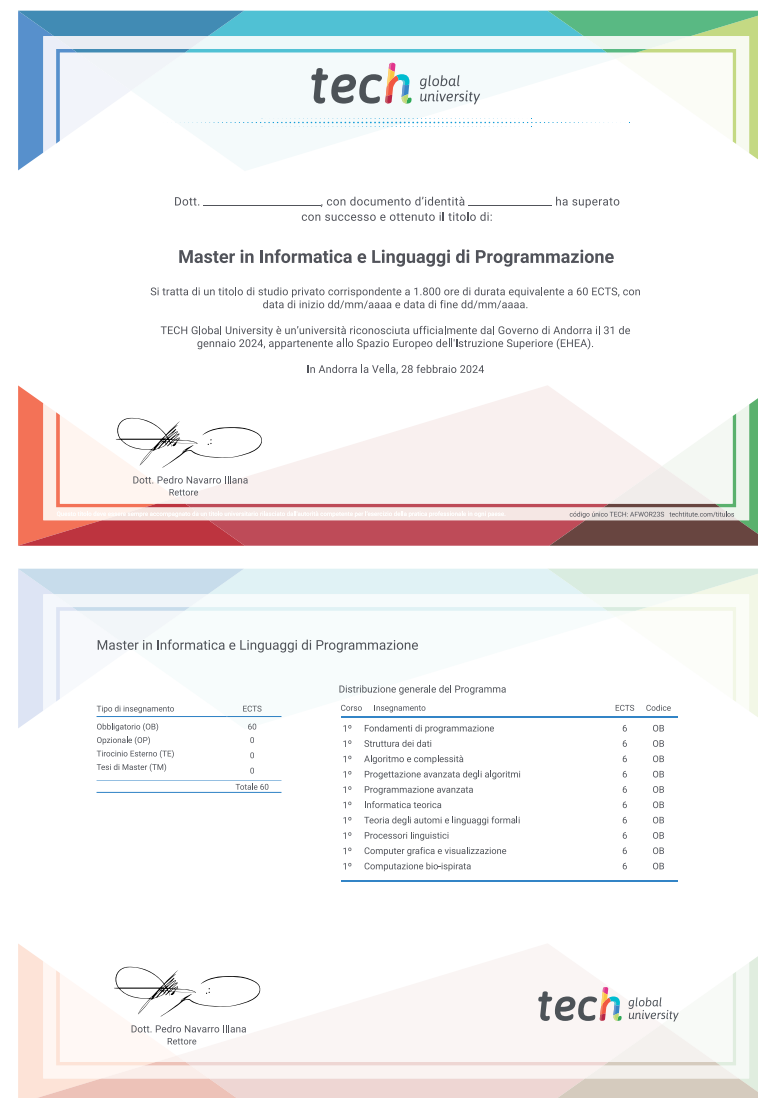 tech global
university
Dott. , con documento d'identità ha superato
con successo e ottenuto il titolo di:
Master in Informatica e Linguaggi di Programmazione
Si tratta di un titolo di studio privato corrispondente a 1.800 ore di durata equivalente a 60 ECTS, con
data di inizio dd/mm/aaaa e data di fine dd/mm/aaaa.
TECH Global University è un'università riconosciuta ufficialmente dal Governo di Andorra il 31 de
gennaio 2024, appartenente allo Spazio Europeo dell'Istruzione Superiore (EHEA).
In Andorra la Vella, 28 febbraio 2024
Dott. Pedro Navarro Illana
Rettore
código único TECH: AFWOR23S techtitute.com/titulos
Master in Informatica e Linguaggi di Programmazione
Tipo di insegnamento ECTS
Obbligatorio (OB) 60
Opzionale (OP) 0
Tirocinio Esterno (TE) 0
Tesi di Master (TM) 0
Totale 60
Distribuzione generale del Programma
Corso Insegnamento ECTS Codice
1º Fondamenti di programmazione 6 OB
1º Struttura dei dati 6 OB
1º Algoritmo e complessità 6 OB
1º Progettazione avanzata degli algoritmi 6 OB
1º Programmazione avanzata 6 OB
1º Informatica teorica 6 OB
1º Teoria degli automi e linguaggi formali 6 OB
1º Processori linguistici 6 OB
1º Computer grafica e visualizzazione 6 OB
1º Computazione bio-ispirata 6 OB
Dott. Pedro Navarro Illana
Rettore
tech global
university